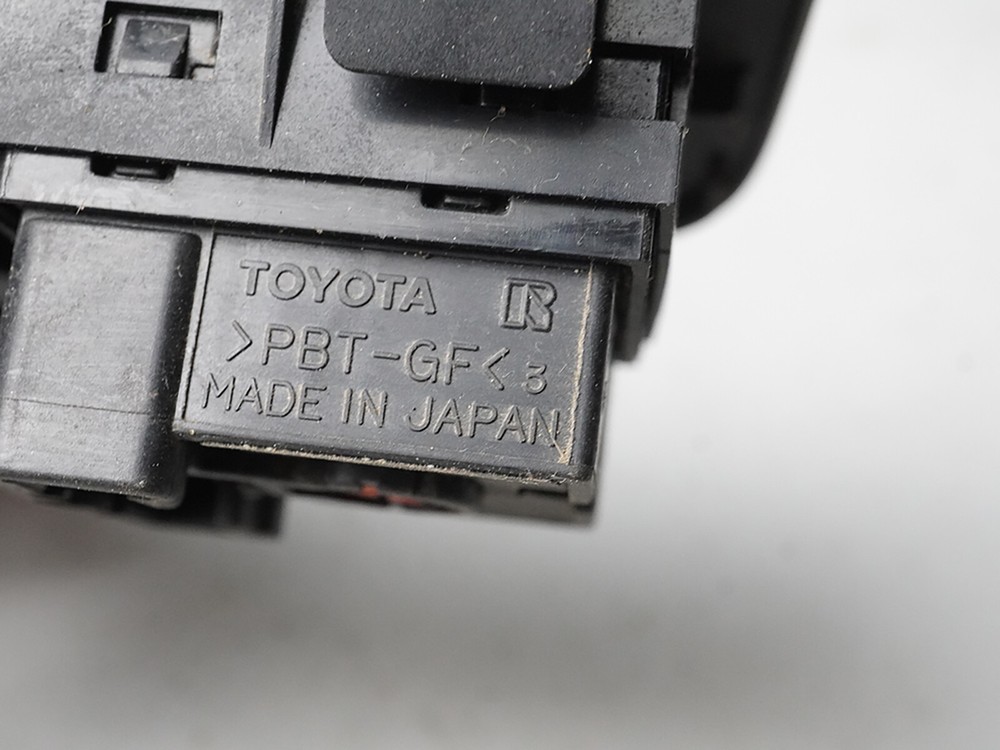 TOYOTA R
>PBT-GF< 3
MADE IN JAPAN